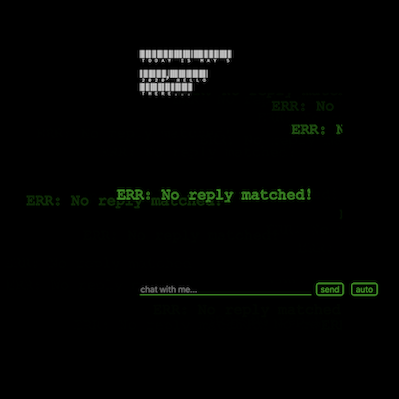 TODAY IS MAY 5
2020, HELLO
THERE...
ERR: No
ERR: N
ERR: No reply matched!
ERR: No reply matched!
chat with me...
send
auto